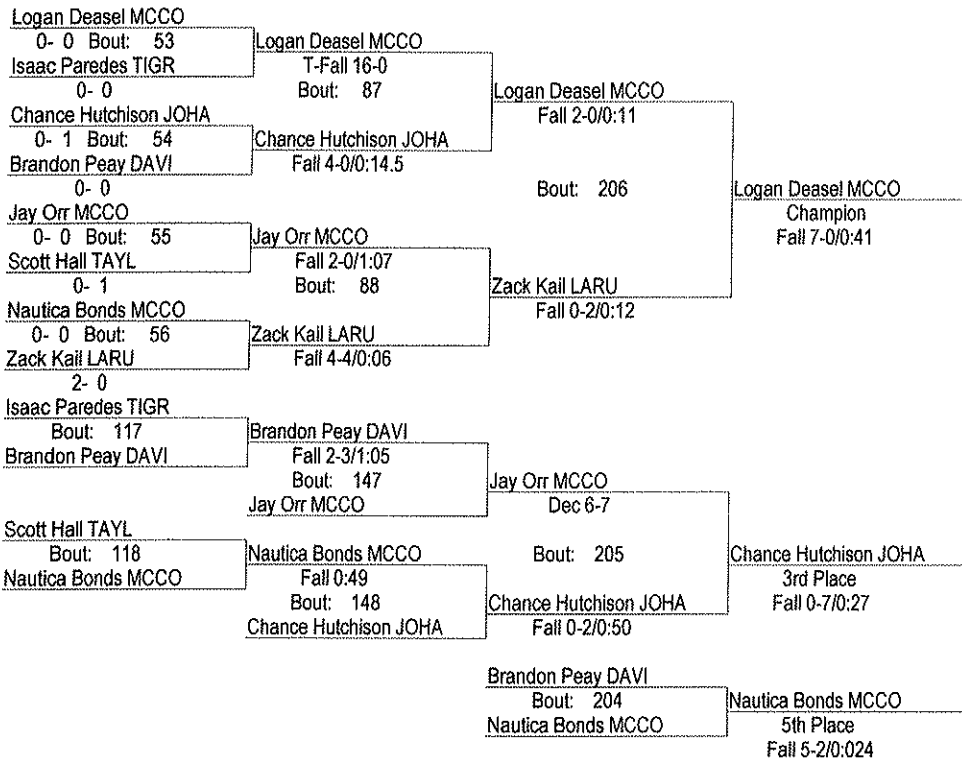 Logan Deasel MCCO
0- 0 Bout: 53
Isaac Paredes TIGR
0- 0
Chance Hutchison JOHA
0- 1 Bout: 54
Brandon Peay DAVI
0- 0
Jay Orr MCCO
0- 0 Bout: 55
Scott Hall TAYL
0- 1
Nautica Bonds MCCO
0- 0 Bout: 56
Zack Kail LARU
2- 0
Logan Deasel MCCO
T-Fall 16-0
Bout: 87
Chance Hutchison JOHA
Fall 4-0/0:14.5
Jay Orr MCCO
Fall 2-0/1:07
Bout: 88
Zack Kail LARU
Fall 4-4/0:06
Logan Deasel MCCO
Fall 2-0/0:11
Bout: 206
Zack Kail LARU
Fall 0-2/0:12
Logan Deasel MCCO
Champion
Fall 7-0/0:41
Isaac Paredes TIGR
Bout: 117
Brandon Peay DAVI
Scott Hall TAYL
Bout: 118
Nautica Bonds MCCO
Brandon Peay DAVI
Fall 2-3/1:05
Bout: 147
Jay Orr MCCO
Nautica Bonds MCCO
Fall 0:49
Bout: 148
Chance Hutchison JOHA
Jay Orr MCCO
Dec 6-7
Bout: 205
Chance Hutchison JOHA
Fall 0-2/0:50
Chance Hutchison JOHA
3rd Place
Fall 0-7/0:27
Brandon Peay DAVI
Bout: 204
Nautica Bonds MCCO
Nautica Bonds MCCO
5th Place
Fall 5-2/0:024